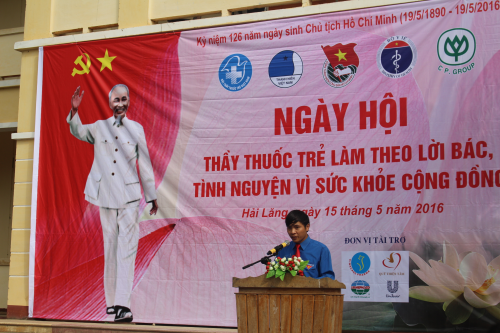 Kỷ niệm 126 năm ngày sinh Chủ tịch Hồ Chí Minh (19/5/1890 - 19/5/2016
BỘ Y TẾ
C P. GROUP
NGÀY HỘI
THẦY THUỐC TRẺ LÀM THEO LỜI BÁC,
TÌNH NGUYỆN VÌ SỨC KHỎE CỘNG ĐỒNG
Hải Lăng, ngày 15 tháng 5 năm 2016
ĐƠN VỊ TÀI TRỢ